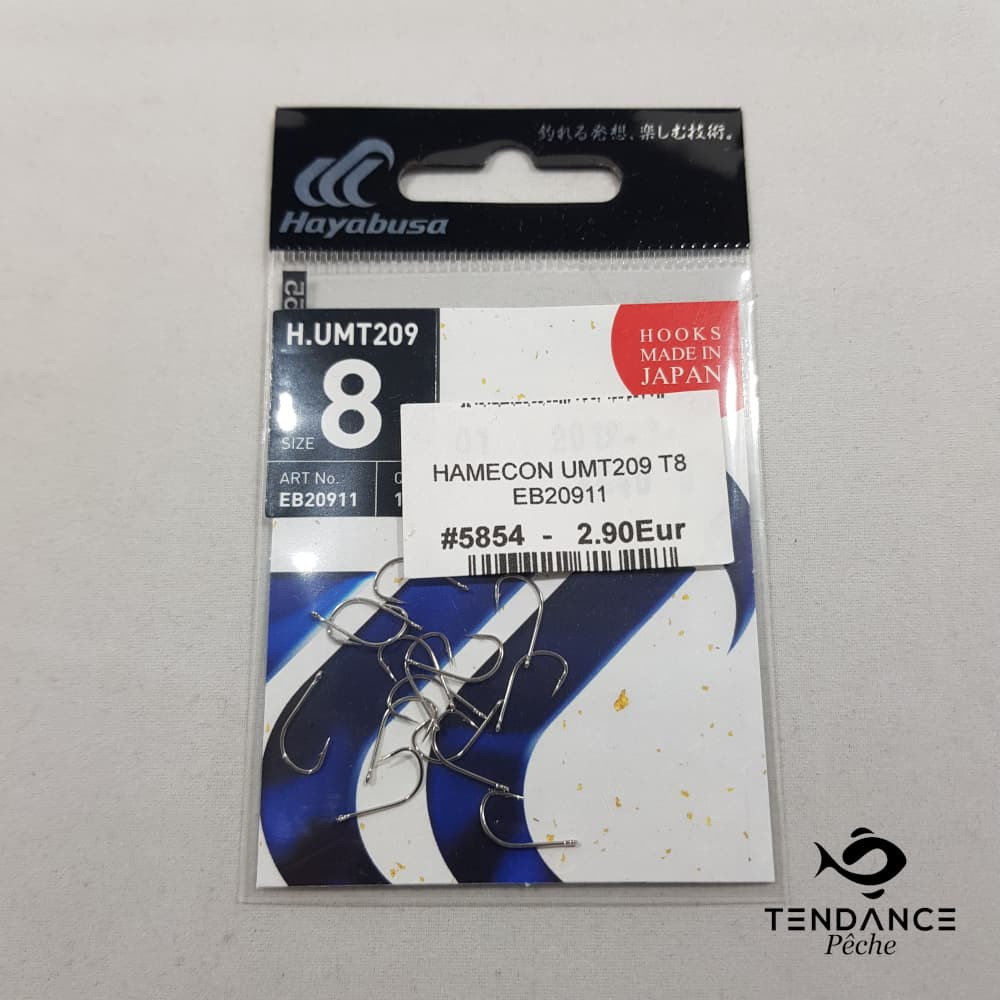 釣れる発想、楽しむ技術。
Hayabusa
H.UMT209
SIZE 8
HOOKS
MADE IN
JAPAN
ART No.
EB20911
HAMECON UMT209 T8
EB20911
#5854 - 2.90Eur
TENDANCE
Pêche